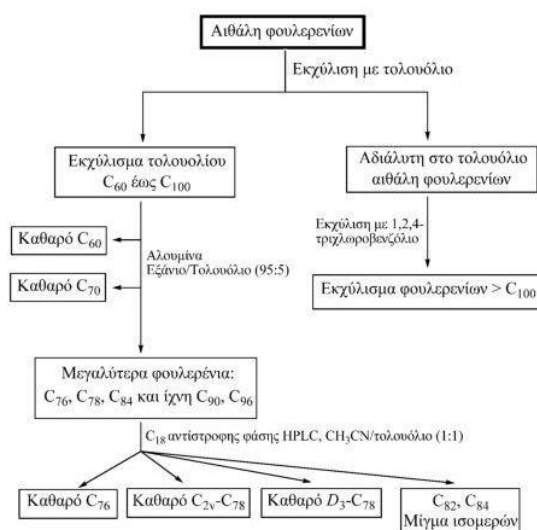 Αιθάλη φουλερενίων
Εκχύλιση με τολουόλιο
Εκχύλισμα τολουολίου
C₆₀ έως C₁₀₀
Αδιάλυτη στο τολουόλιο
αιθάλη φουλερενίων
Καθαρό C₆₀
Αλουμίνα
Εξάνιο/Τολουόλιο (95:5)
Καθαρό C₇₀
Εκχύλιση με 1,2,4-
τριχλωροβενζόλιο
Εκχύλισμα φουλερενίων > C₁₀₀
Μεγαλύτερα φουλερένια:
C₇₆, C₇₈, C₈₄ και ίχνη C₉₀, C₉₆
C₁₈ αντίστροφης φάσης HPLC, CH₃CN/τολουόλιο (1:1)
Καθαρό C₇₆
Καθαρό C₂ᵥ-C₇₈
Καθαρό D₃-C₇₈
C₈₂, C₈₄
Μίγμα ισομερών